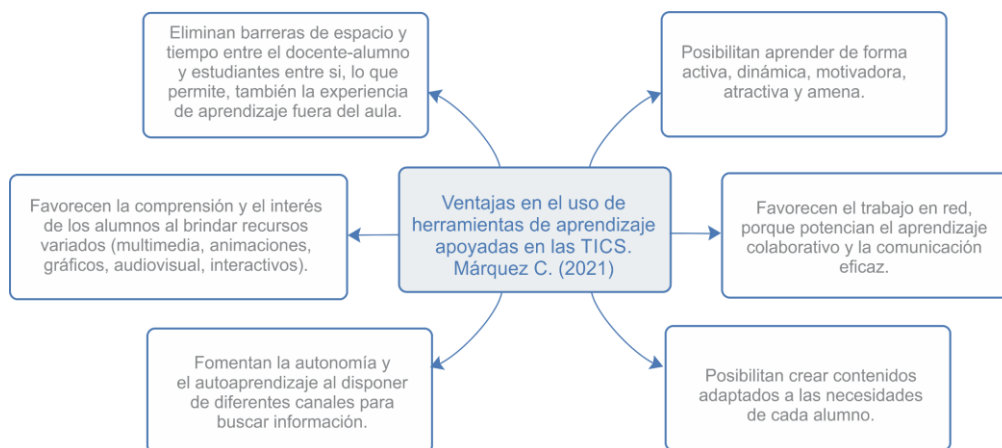 Eliminan barreras de espacio y
tiempo entre el docente-alumno
y estudiantes entre si, lo que
permite, también la experiencia
de aprendizaje fuera del aula.
Posibilitan aprender de forma
activa, dinámica, motivadora,
atractiva y amena.
Favorecen la comprensión y el interés
de los alumnos al brindar recursos
variados (multimedia, animaciones,
gráficos, audiovisual, interactivos).
Ventajas en el uso de
herramientas de aprendizaje
apoyadas en las TICS.
Márquez C. (2021)
Favorecen el trabajo en red,
porque potencian el aprendizaje
colaborativo y la comunicación
eficaz.
Fomentan la autonomía y
el autoaprendizaje al disponer
de diferentes canales para
buscar información.
Posibilitan crear contenidos
adaptados a las necesidades
de cada alumno.